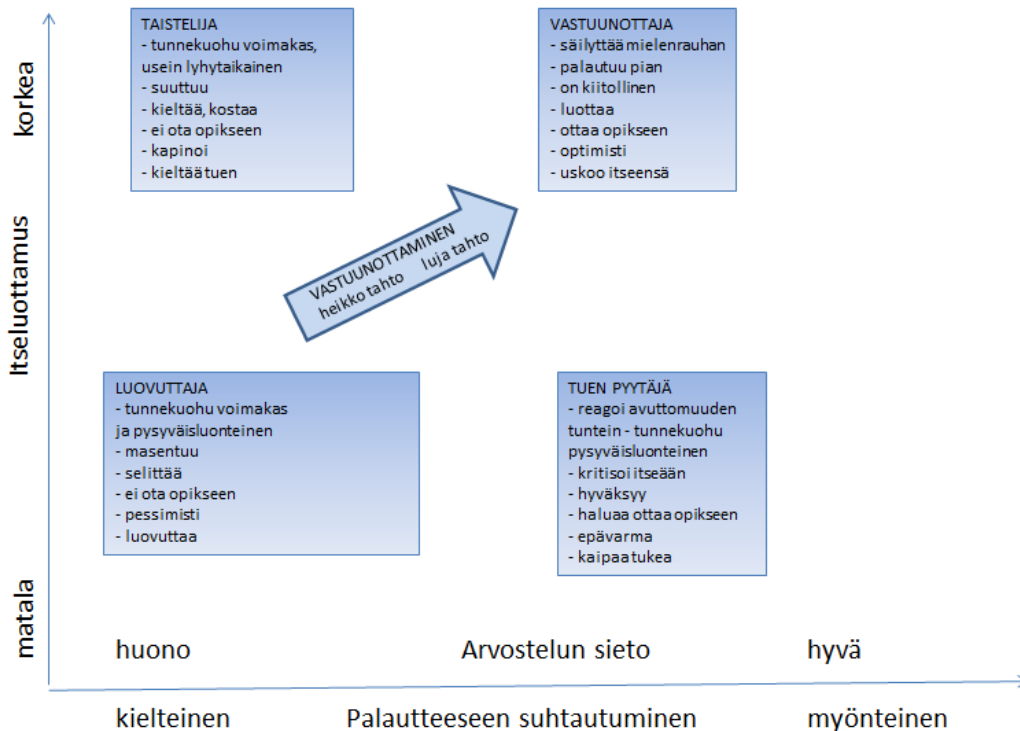 korkea
Itseluottamus
matala
TAISTELIJA
- tunnekuohu voimakas,
usein lyhytaikainen
- suuttuu
- kieltää, kostaa
- ei ota opikseen
- kapinoi
- kieltää tuen
VASTUUNOTTAJA
- säilyttää mielenrauhan
- palautuu pian
- on kiitollinen
- luottaa
- ottaa opikseen
- optimisti
- uskoo itseensä
VASTUUNOTTAMINEN
heikko tahto luja tahto
LUOVUTTAJA
- tunnekuohu voimakas
ja pysyväisluonteinen
- masentuu
- selittää
- ei ota opikseen
- pessimisti
- luovuttaa
TUEN PYYTÄJÄ
- reagoi avuttomuuden
tuntein - tunnekuohu
pysyväisluonteinen
- kritisoi itseään
- hyväksyy
- haluaa ottaa opikseen
- epävarma
- kaipaa tukea
huono Arvostelun sieto hyvä
kielteinen Palautteeseen suhtautuminen myönteinen